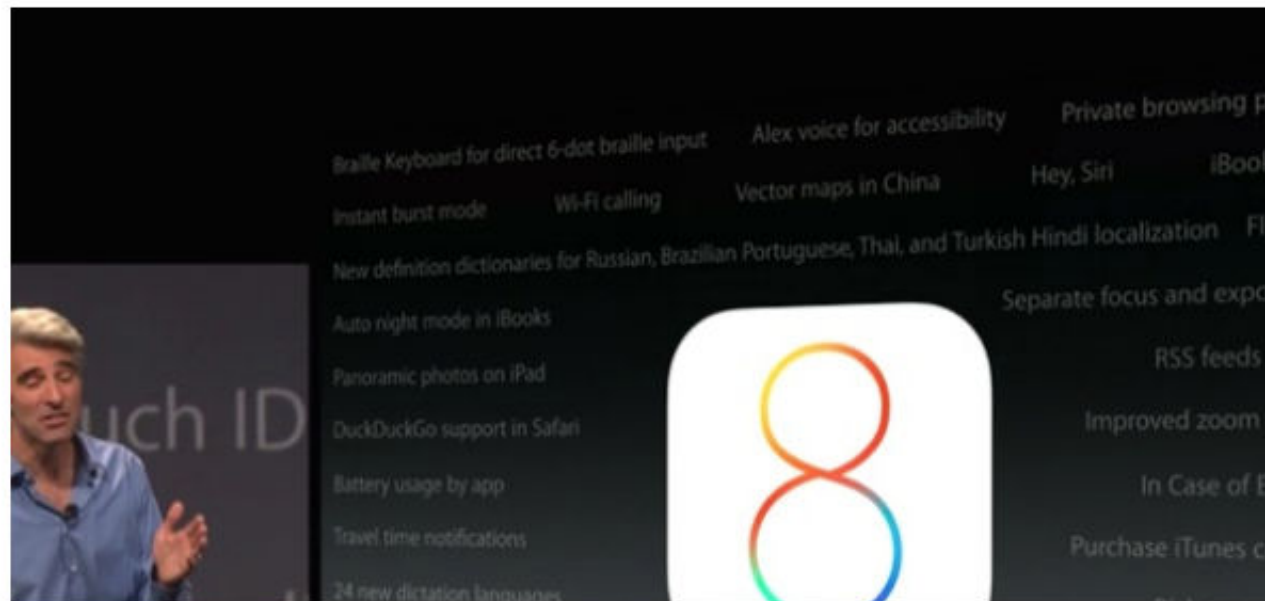 Braille Keyboard for direct 6-dot braille input Alex voice for accessibility Private browsing p
Instant burst mode Wi-Fi calling Vector maps in China Hey, Siri iBook
New definition dictionaries for Russian, Brazilian Portuguese, Thai, and Turkish Hindi localization Fl
Auto night mode in iBooks
Separate focus and expo
Panoramic photos on iPad
RSS feeds
DuckDuckGo support in Safari
Improved zoom
Battery usage by app
In Case of E
Travel time notifications
Purchase iTunes c
24 new dictation languages
uch ID
8